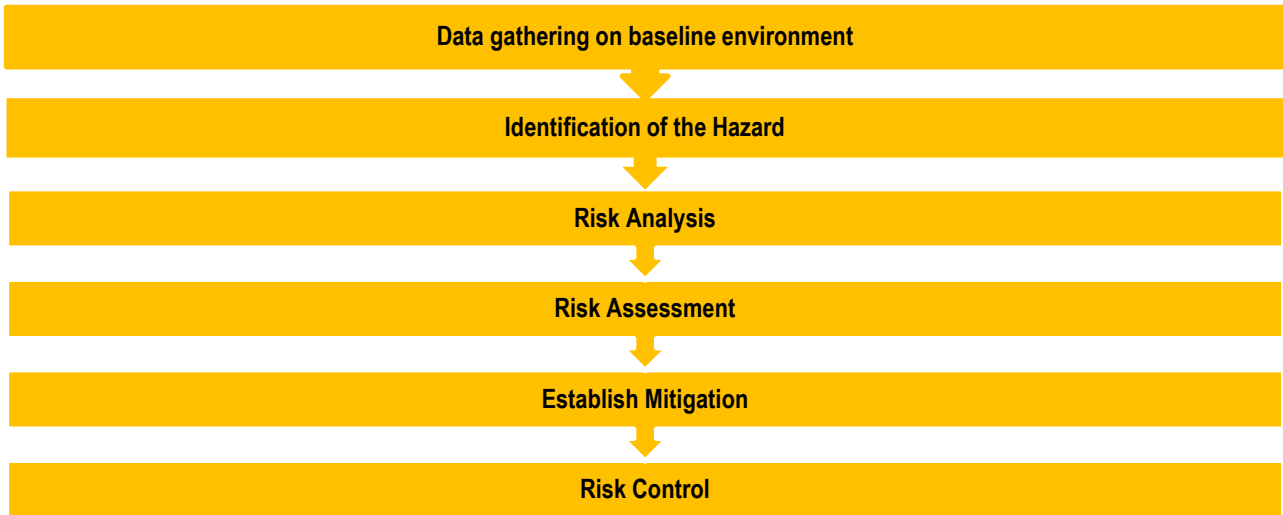 Data gathering on baseline environment
Identification of the Hazard
Risk Analysis
Risk Assessment
Establish Mitigation
Risk Control